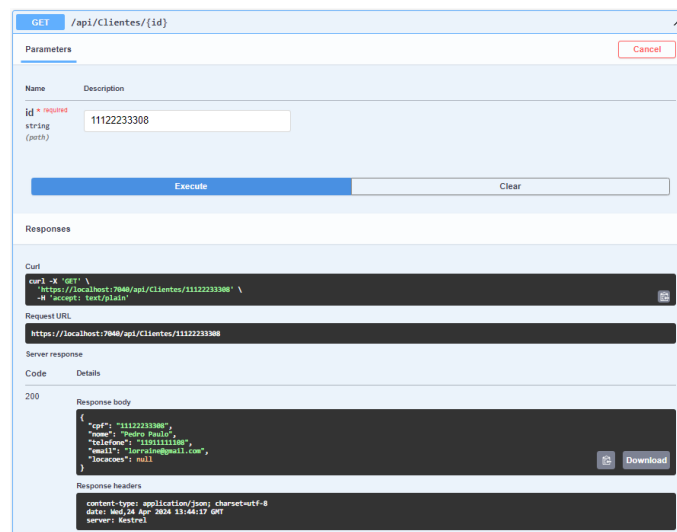 GET /api/Clientes/{id}
Parameters
Cancel
Name Description
id * required
string
(path)
11122233308
Execute Clear
Responses
Curl
curl -X 'GET' \
'https://localhost:7040/api/Clientes/11122233308' \
-H 'accept: text/plain'
Request URL
https://localhost:7040/api/Clientes/11122233308
Server response
Code Details
200
Response body
{
"cpf": "11122233308",
"nome": "Pedro Paulo",
"telefone": "11911111108",
"email": "lorraine@gmail.com",
"locacoes": null
}
Download
Response headers
content-type: application/json; charset=utf-8
date: Wed,24 Apr 2024 13:44:17 GMT
server: Kestrel